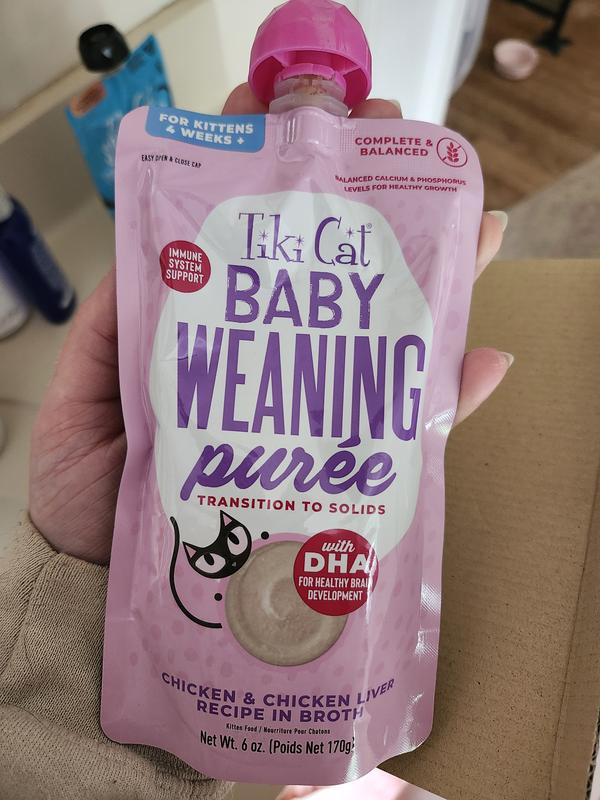 FOR KITTENS
4 WEEKS +
EASY OPEN & CLOSE CAP
COMPLETE &
BALANCED
BALANCED CALCIUM & PHOSPHORUS
LEVELS FOR HEALTHY GROWTH
IMMUNE
SYSTEM
SUPPORT
Tiki Cat®
BABY
WEANING
purée
TRANSITION TO SOLIDS
with
DHA
FOR HEALTHY BRAIN
DEVELOPMENT
CHICKEN & CHICKEN LIVER
RECIPE IN BROTH
Kitten Food / Nourriture Pour Chatons
Net Wt. 6 oz. (Poids Net 170g)